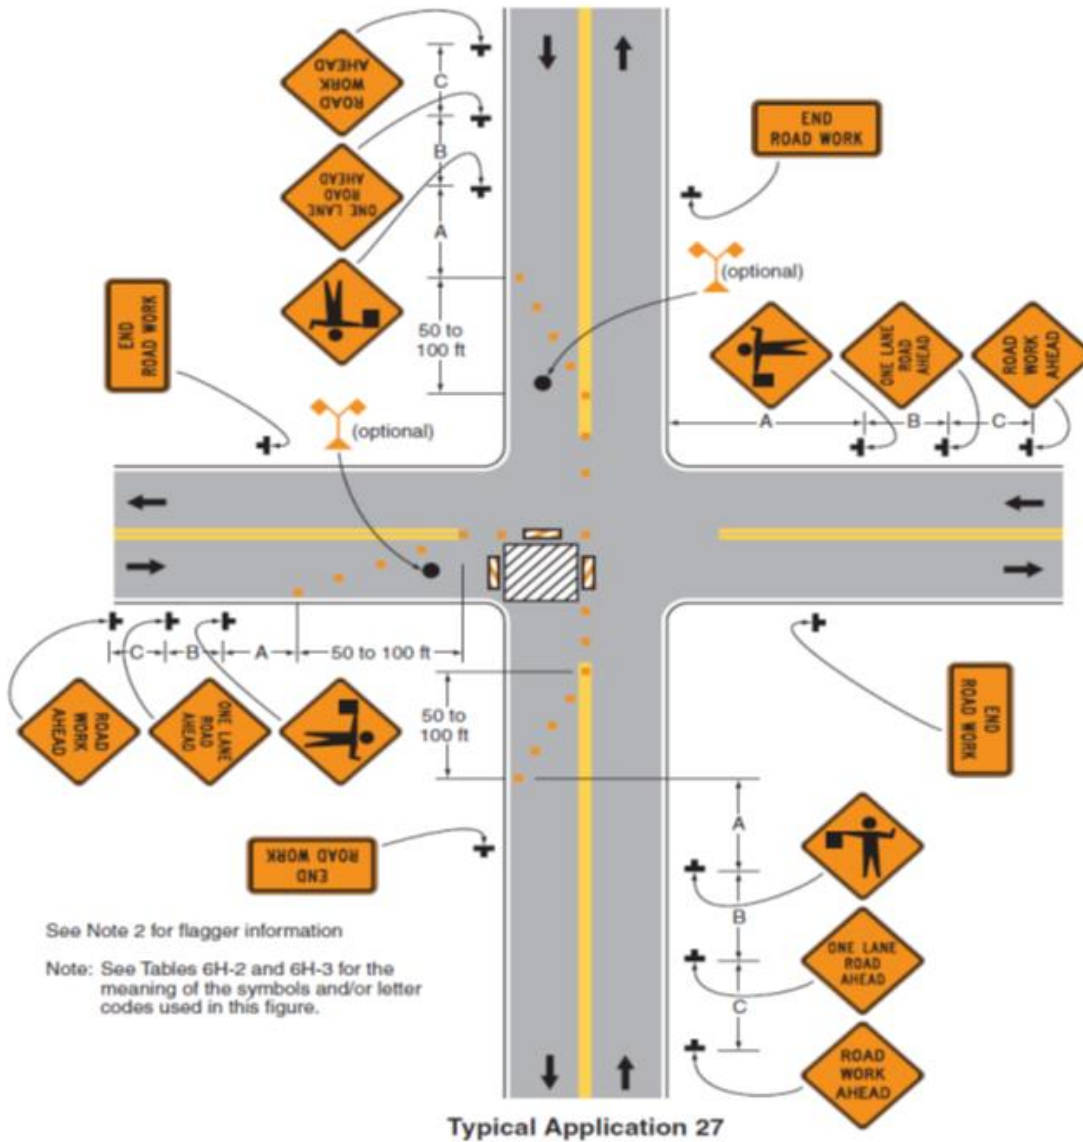 ROAD
WORK
AHEAD
C
B
A
ONE LANE
ROAD
AHEAD
END
ROAD WORK
(optional)
50 to
100 ft
END
ROAD WORK
(optional)
ONE LANE
ROAD
AHEAD
ROAD
WORK
AHEAD
A
B
C
C
B
A
50 to 100 ft
ROAD
WORK
AHEAD
ONE LANE
ROAD
AHEAD
50 to
100 ft
END
ROAD WORK
A
B
C
END
ROAD WORK
ONE LANE
ROAD
AHEAD
ROAD
WORK
AHEAD
See Note 2 for flagger information
Note: See Tables 6H-2 and 6H-3 for the
meaning of the symbols and/or letter
codes used in this figure.
Typical Application 27